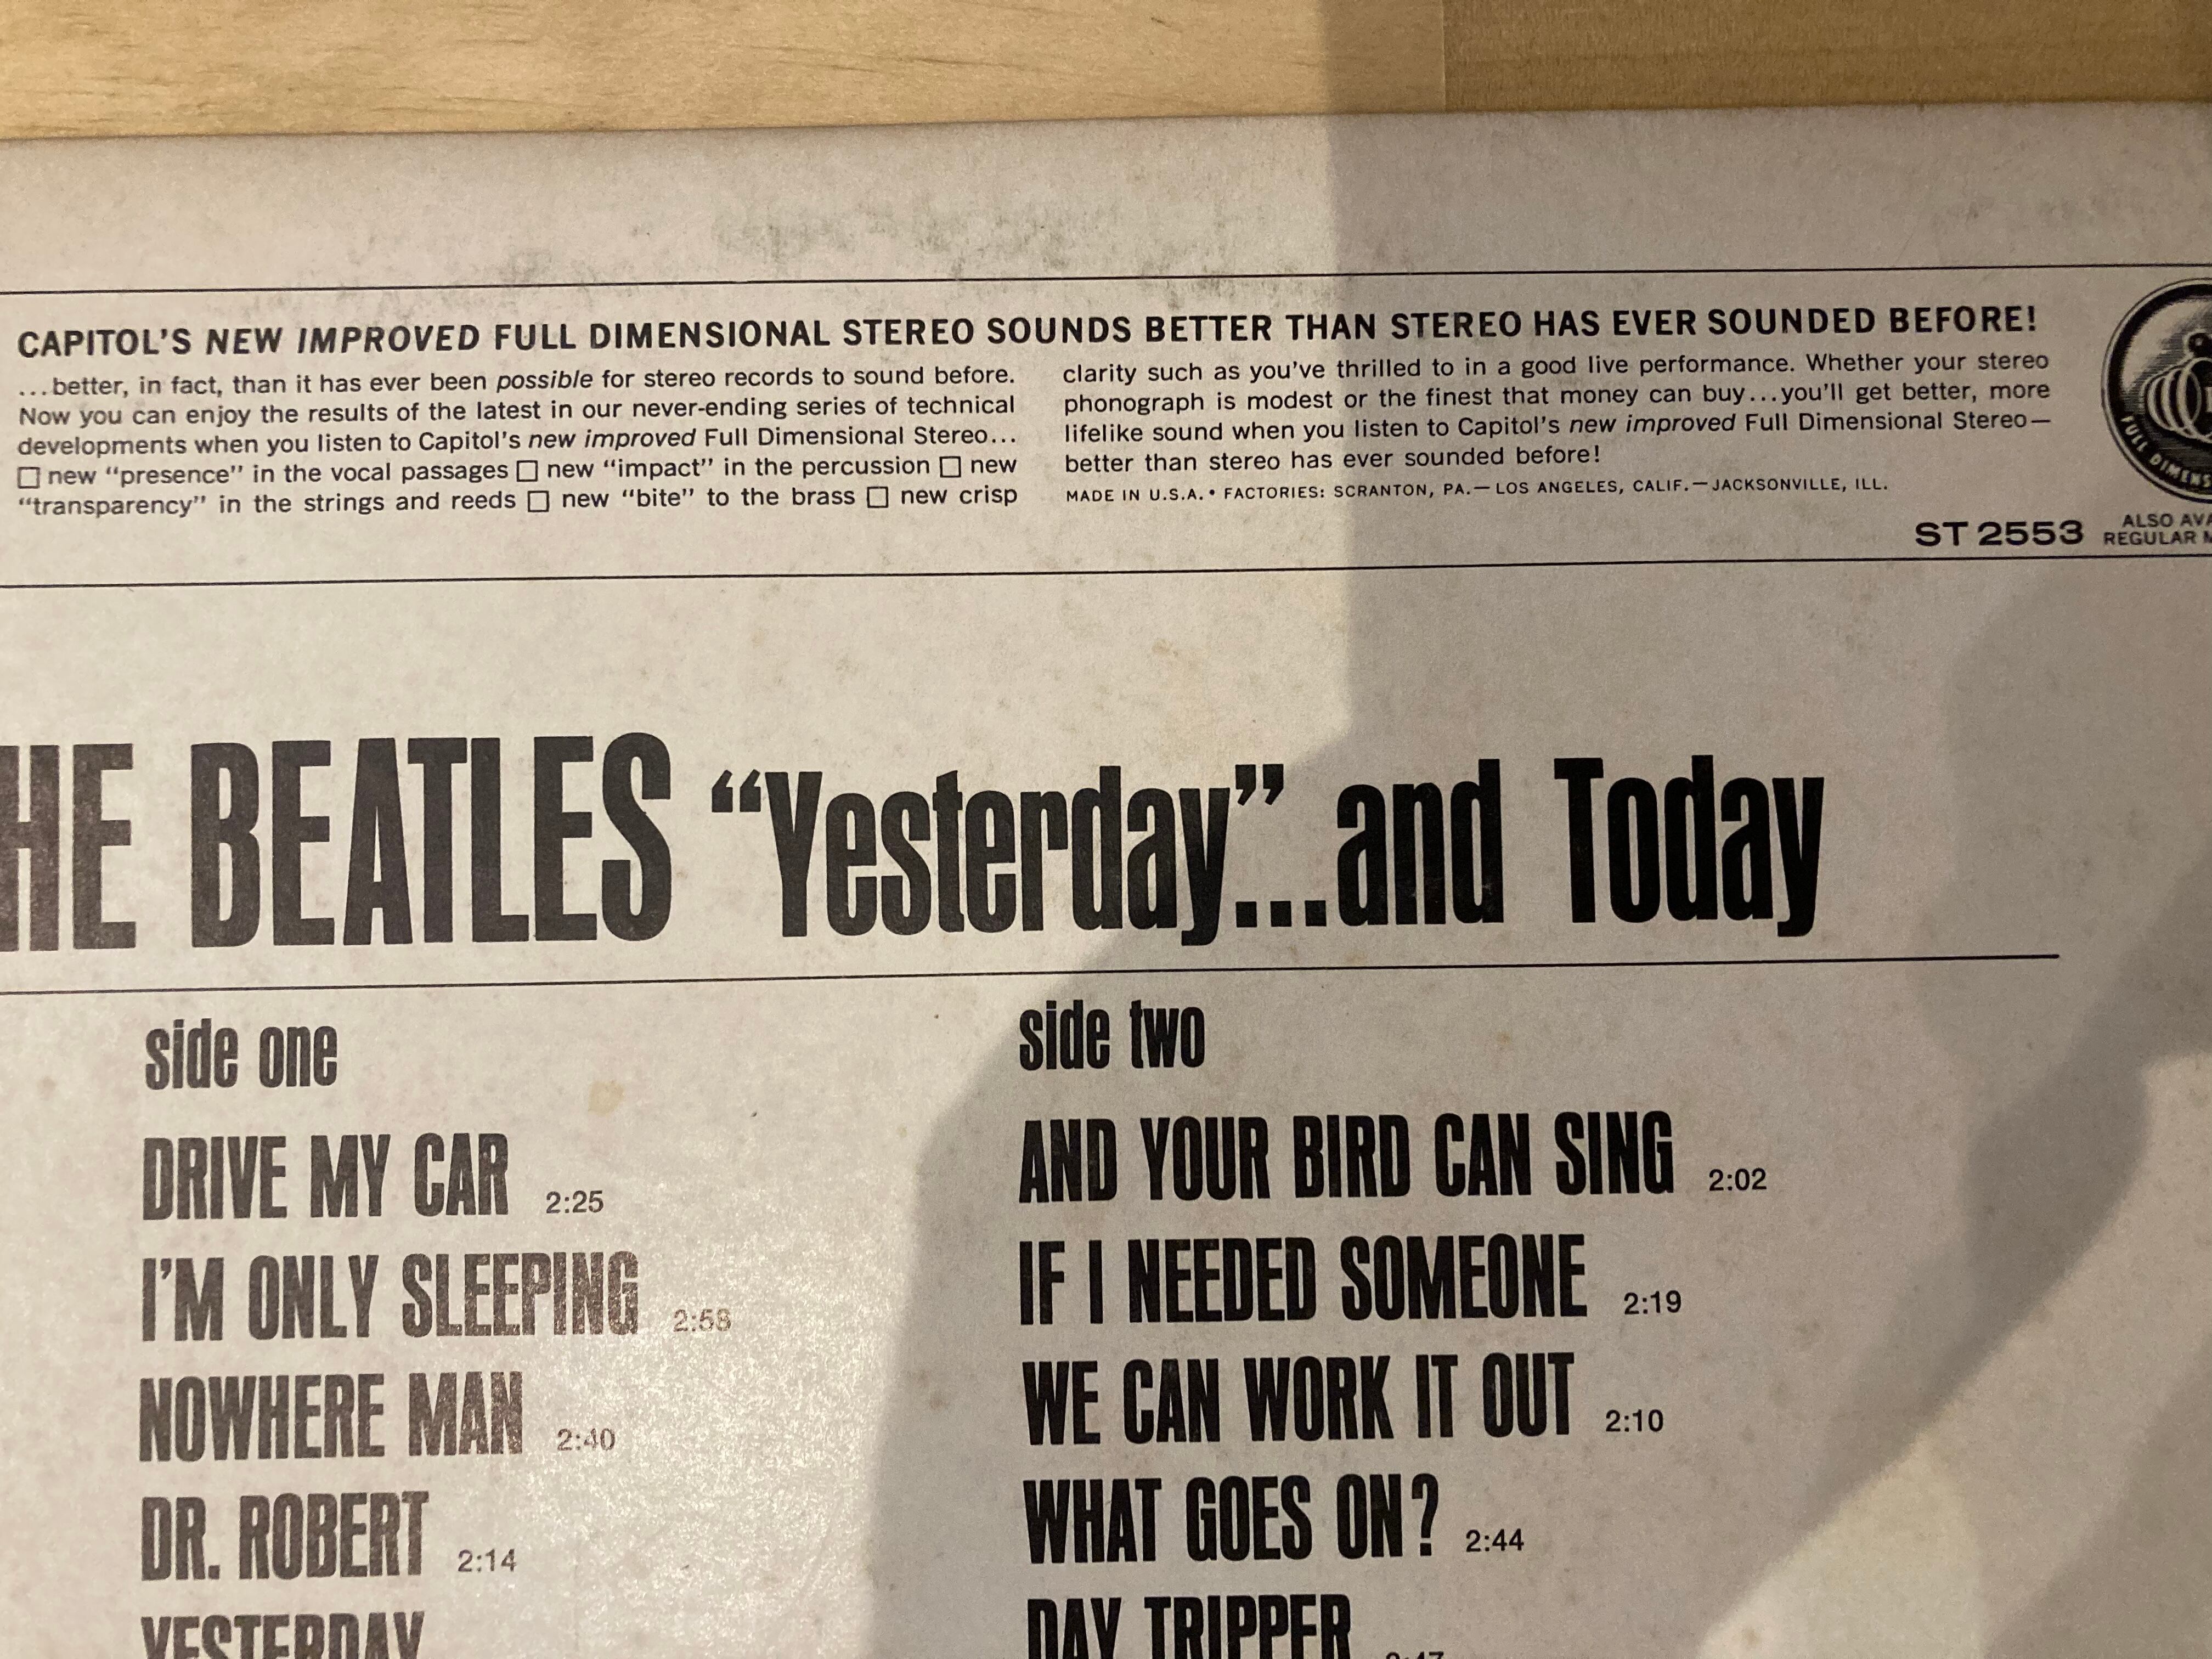 CAPITOL'S NEW IMPROVED FULL DIMENSIONAL STEREO SOUNDS BETTER THAN STEREO HAS EVER SOUNDED BEFORE!
...better, in fact, than it has ever been possible for stereo records to sound before.
Now you can enjoy the results of the latest in our never-ending series of technical
developments when you listen to Capitol's new improved Full Dimensional Stereo...
☐ new “presence” in the vocal passages ☐ new “impact” in the percussion ☐ new
“transparency” in the strings and reeds ☐ new “bite” to the brass ☐ new crisp
clarity such as you've thrilled to in a good live performance. Whether your stereo
phonograph is modest or the finest that money can buy...you'll get better, more
lifelike sound when you listen to Capitol's new improved Full Dimensional Stereo—
better than stereo has ever sounded before!
MADE IN U.S.A. • FACTORIES: SCRANTON, PA.—LOS ANGELES, CALIF.—JACKSONVILLE, ILL.
FULL
ST 2553
ALSO
REGULAR
BEATLES “Yesterday”...and Today
side one
DRIVE MY CAR 2:25
I'M ONLY SLEEPING 2:58
NOWHERE MAN 2:40
DR. ROBERT 2:14
YESTERDAY
side two
AND YOUR BIRD CAN SING 2:02
IF I NEEDED SOMEONE 2:19
WE CAN WORK IT OUT 2:10
WHAT GOES ON? 2:44
DAY TRIPPER